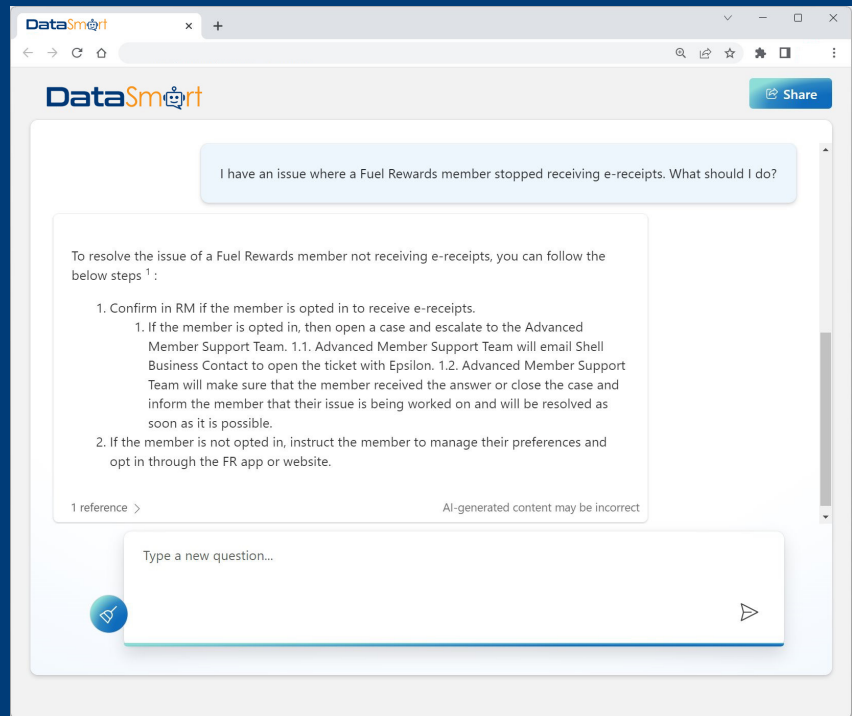 DataSmart
DataSmart
Share
I have an issue where a Fuel Rewards member stopped receiving e-receipts. What should I do?
To resolve the issue of a Fuel Rewards member not receiving e-receipts, you can follow the
below steps 1 :
1. Confirm in RM if the member is opted in to receive e-receipts.
1. If the member is opted in, then open a case and escalate to the Advanced
Member Support Team. 1.1. Advanced Member Support Team will email Shell
Business Contact to open the ticket with Epsilon. 1.2. Advanced Member Support
Team will make sure that the member received the answer or close the case and
inform the member that their issue is being worked on and will be resolved as
soon as it is possible.
2. If the member is not opted in, instruct the member to manage their preferences and
opt in through the FR app or website.
1 reference
AI-generated content may be incorrect
Type a new question...